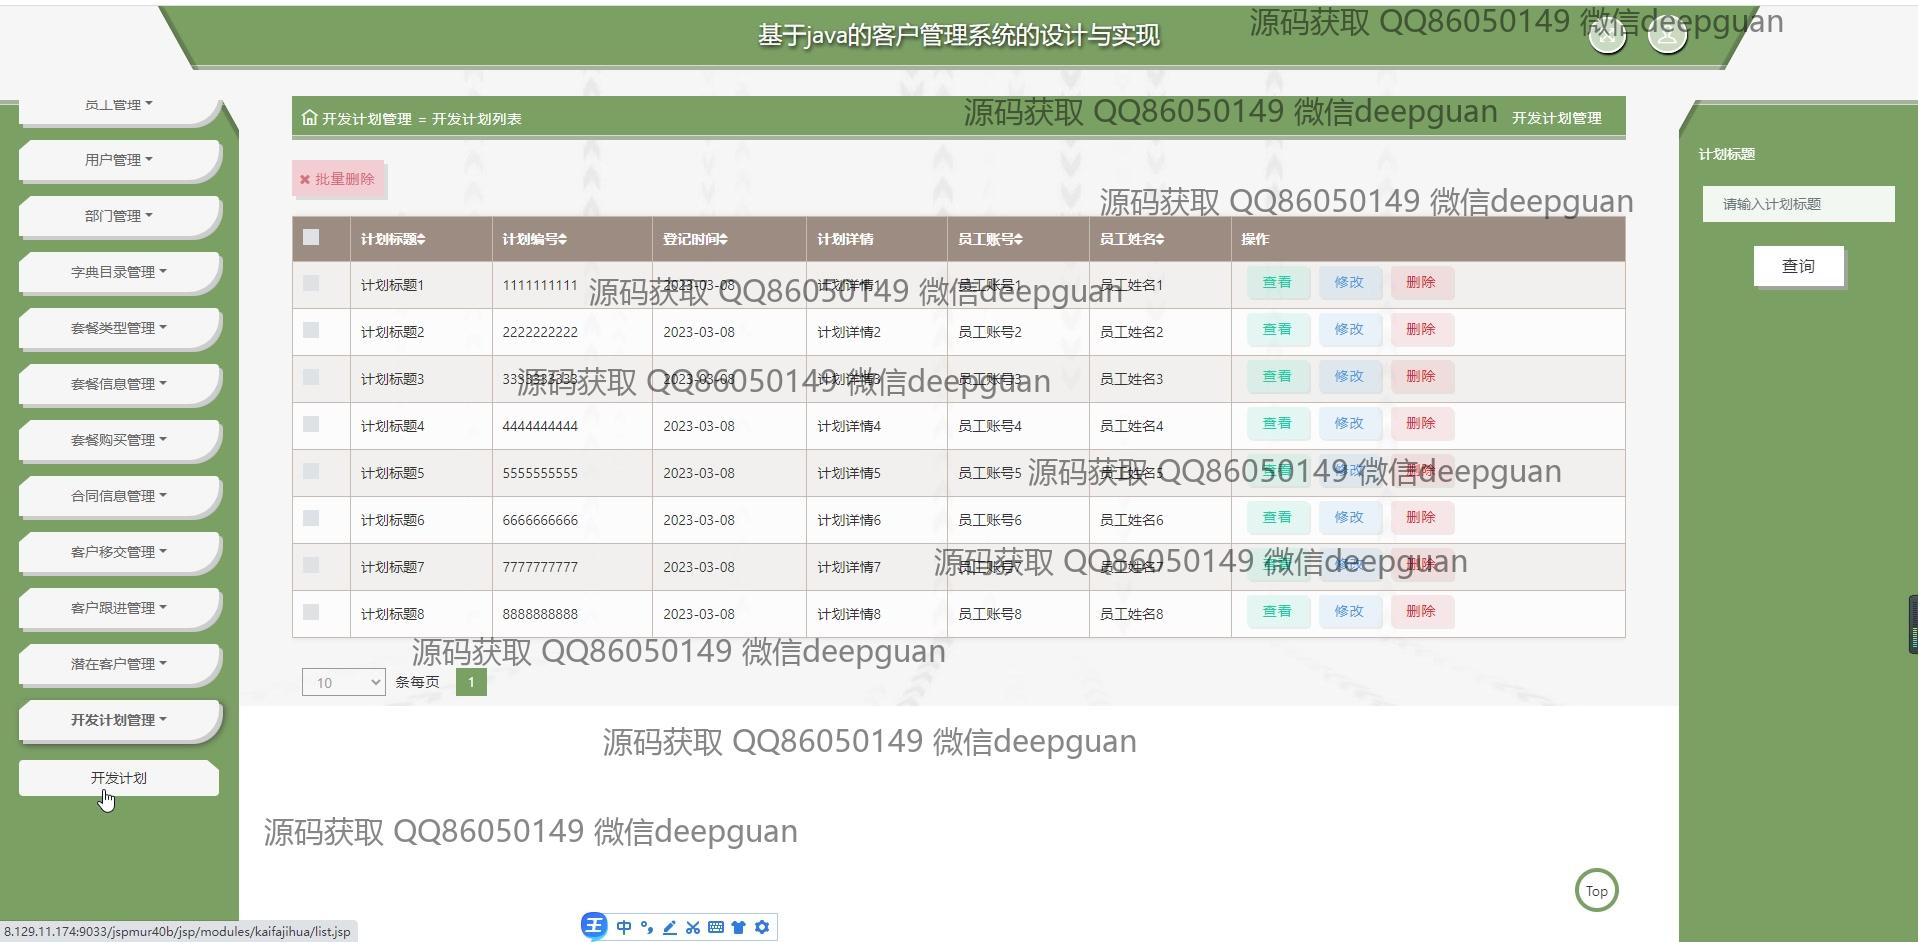 基于java的客户管理系统的设计与实现
源码获取 QQ86050149 微信deepguan
员工管理
用户管理
部门管理
字典目录管理
套餐类型管理
套餐信息管理
套餐购买管理
合同信息管理
客户移交管理
客户跟进管理
潜在客户管理
开发计划管理
开发计划
开发计划管理 = 开发计划列表
源码获取 QQ86050149 微信deepguan
开发计划管理
批量删除
源码获取 QQ86050149 微信deepguan
计划标题 计划编号 登记时间 计划详情 员工账号 员工姓名 操作
计划标题1 1111111111 2023-03-08 计划详情1 员工账号1 员工姓名1 查看 修改 删除
源码获取 QQ86050149 微信deepguan
计划标题2 2222222222 2023-03-08 计划详情2 员工账号2 员工姓名2 查看 修改 删除
计划标题3 3333333333 2023-03-08 计划详情3 员工账号3 员工姓名3 查看 修改 删除
源码获取 QQ86050149 微信deepguan
计划标题4 4444444444 2023-03-08 计划详情4 员工账号4 员工姓名4 查看 修改 删除
计划标题5 5555555555 2023-03-08 计划详情5 员工账号5 员工姓名5 查看 修改 删除
源码获取 QQ86050149 微信deepguan
计划标题6 6666666666 2023-03-08 计划详情6 员工账号6 员工姓名6 查看 修改 删除
计划标题7 7777777777 2023-03-08 计划详情7 员工账号7 员工姓名7 查看 修改 删除
源码获取 QQ86050149 微信deepguan
计划标题8 8888888888 2023-03-08 计划详情8 员工账号8 员工姓名8 查看 修改 删除
源码获取 QQ86050149 微信deepguan
10 条每页 1
源码获取 QQ86050149 微信deepguan
源码获取 QQ86050149 微信deepguan
计划标题
请输入计划标题
查询
Top
8.129.11.174:9033/jspmur40b/jsp/modules/kaifajihua/list.jsp
王 中